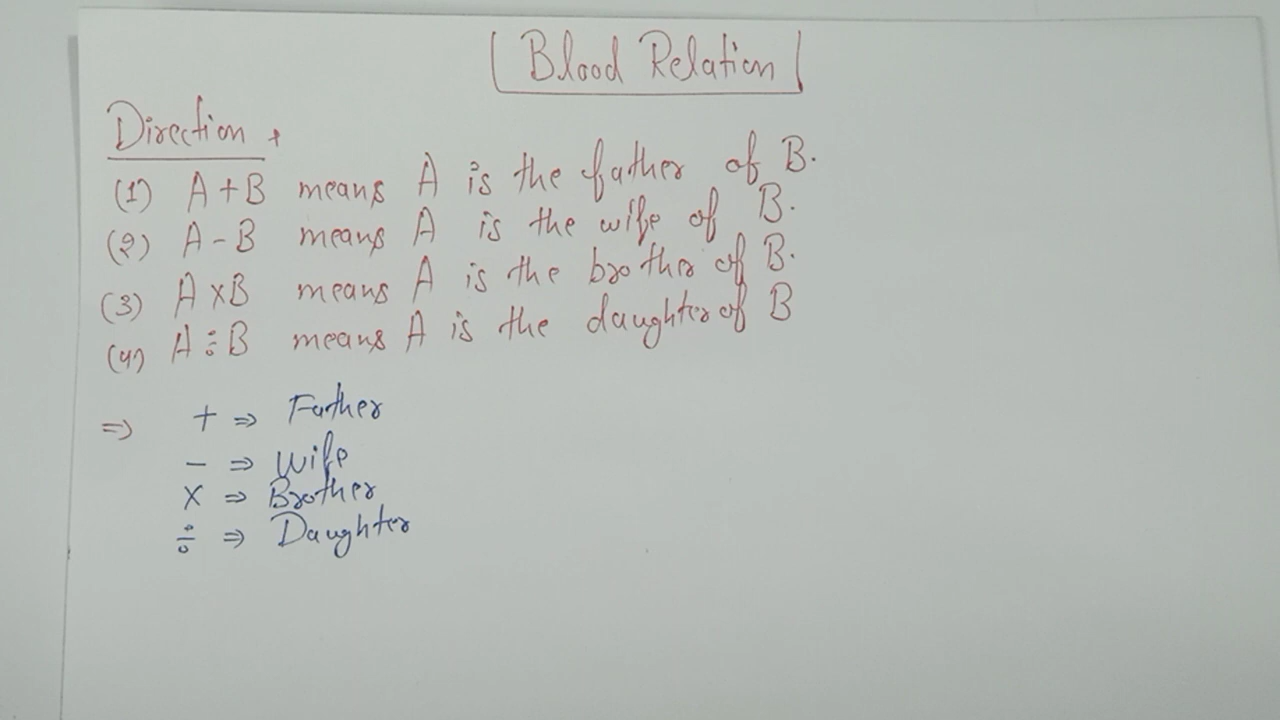 Blood Relation
Direction :
(1) A + B means A is the father of B.
(2) A - B means A is the wife of B.
(3) A × B means A is the brother of B.
(4) A ÷ B means A is the daughter of B
⇒ + ⇒ Father
- ⇒ Wife
× ⇒ Brother
÷ ⇒ Daughter